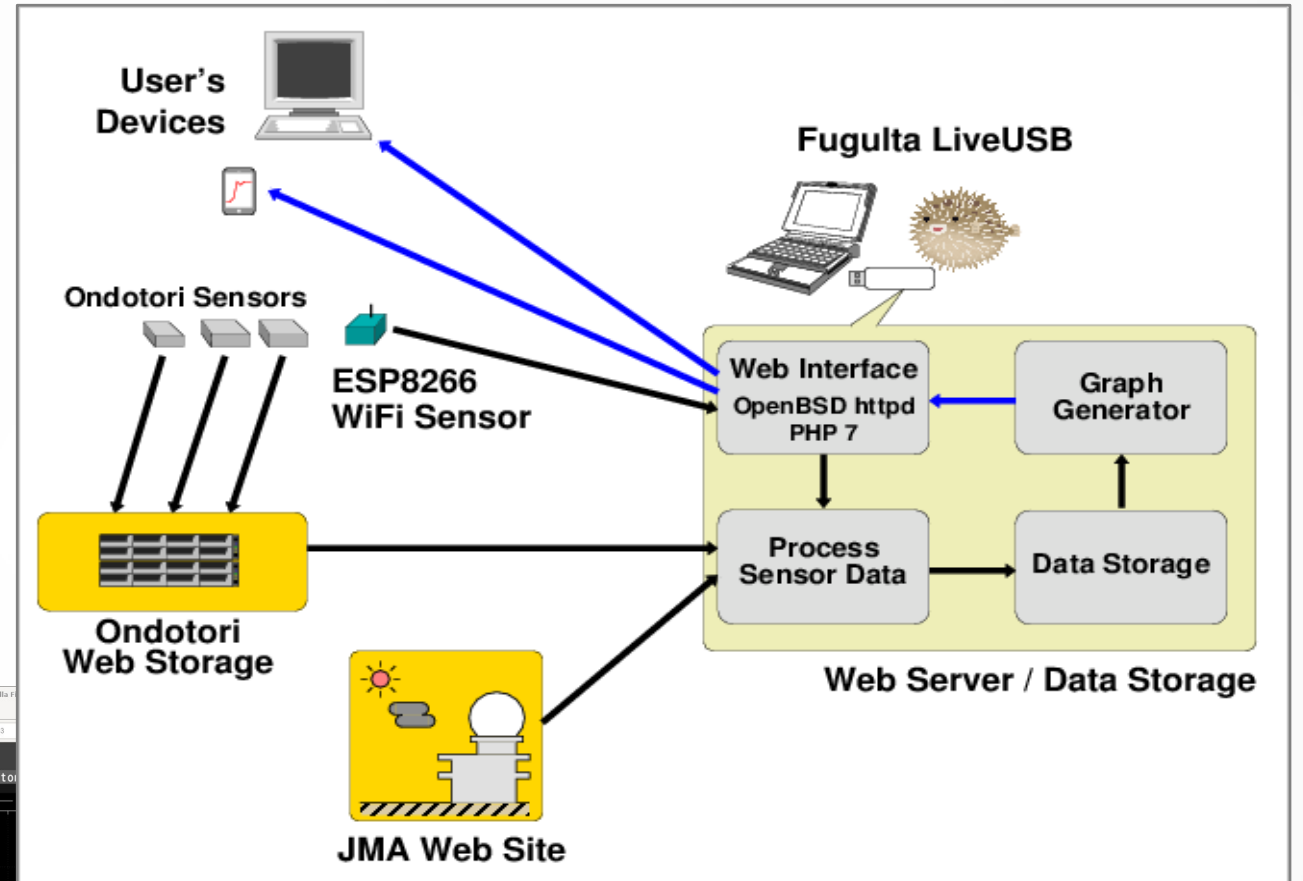 User's
Devices
Fugulta LiveUSB
Ondotori Sensors
ESP8266
WiFi Sensor
Web Interface
OpenBSD httpd
PHP 7
Graph
Generator
Process
Sensor Data
Data Storage
Ondotori
Web Storage
Web Server / Data Storage
JMA Web Site